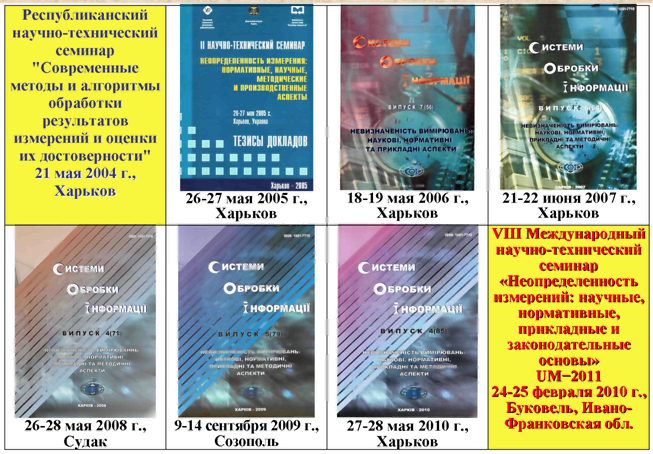 Республиканский
научно-технический
семинар
"Современные
методы и алгоритмы
обработки
результатов
измерений и оценки
их достоверности"
21 мая 2004 г.,
Харьков
II НАУЧНО-ТЕХНИЧЕСКИЙ СЕМИНАР
НЕОПРЕДЕЛЕННОСТЬ ИЗМЕРЕНИЯ:
НОРМАТИВНЫЕ, НАУЧНЫЕ,
МЕТОДИЧЕСКИЕ
И ПРОИЗВОДСТВЕННЫЕ
АСПЕКТЫ
26-27 мая 2005 г.
Харьков, Украина
ТЕЗИСЫ ДОКЛАДОВ
Харьков - 2005
26-27 мая 2005 г.,
Харьков
Системи
Обробки
Інформації
ВИПУСК 7(56)
НЕВИЗНАЧЕНІСТЬ ВИМІРЮВАНЬ:
НАУКОВІ, НОРМАТИВНІ
ТА ПРИКЛАДНІ АСПЕКТИ
18-19 мая 2006 г.,
Харьков
Системи
Обробки
Інформації
ВИПУСК
НЕВИЗНАЧЕНІСТЬ ВИМІРЮВАНЬ:
НАУКОВІ, НОРМАТИВНІ,
ПРИКЛАДНІ ТА МЕТОДИЧНІ
АСПЕКТИ
21-22 июня 2007 г.,
Харьков
Системи
Обробки
Інформації
ВИПУСК 4(71)
НЕВИЗНАЧЕНІСТЬ ВИМІРЮВАНЬ:
НАУКОВІ, НОРМАТИВНІ,
ПРИКЛАДНІ ТА МЕТОДИЧНІ
АСПЕКТИ
ХАРКІВ - 2008
26-28 мая 2008 г.,
Судак
Системи
Обробки
Інформації
ВИПУСК
НЕВИЗНАЧЕНІСТЬ ВИМІРЮВАНЬ:
НАУКОВІ, НОРМАТИВНІ,
ПРИКЛАДНІ ТА МЕТОДИЧНІ
АСПЕКТИ
ХАРКІВ - 2009
9-14 сентября 2009 г.,
Созополь
Системи
Обробки
Інформації
ВИПУСК 4(85)
НЕВИЗНАЧЕНІСТЬ ВИМІРЮВАНЬ:
НАУКОВІ, НОРМАТИВНІ,
ПРИКЛАДНІ ТА МЕТОДИЧНІ
АСПЕКТИ
ХАРКІВ - 2010
27-28 мая 2010 г.,
Харьков
VIII Международный
научно-технический
семинар
«Неопределенность
измерений: научные,
нормативные,
прикладные и
законодательные
основы»
UM−2011
24-25 февраля 2010 г.,
Буковель, Ивано-
Франковская обл.